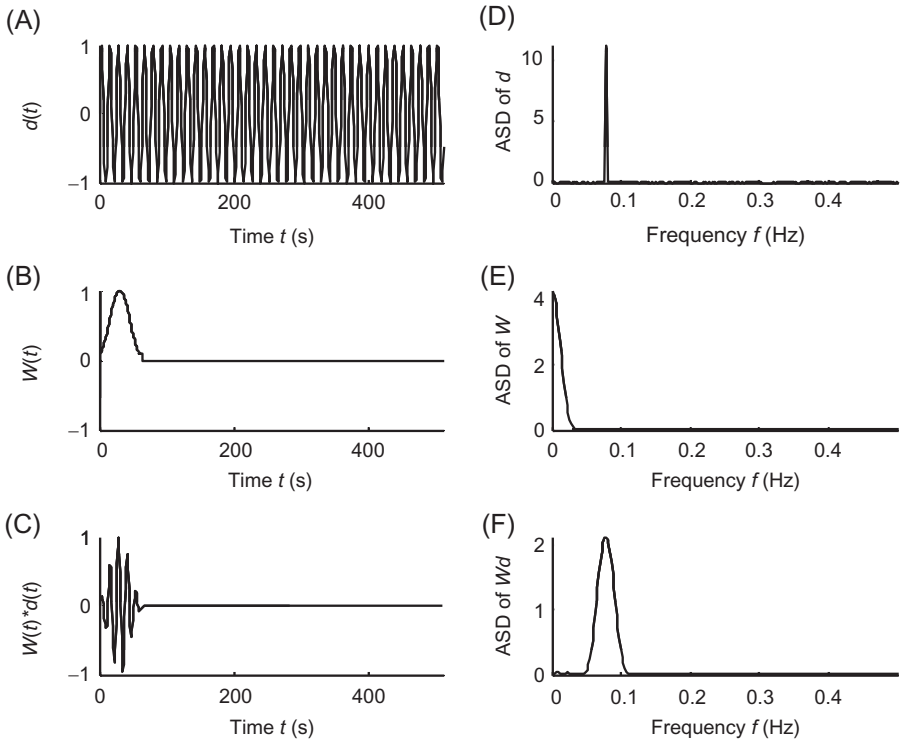 (A)
1
0
−1
d(t)
0 200 400
Time t (s)
(D)
10
5
0
ASD of d
0 0.1 0.2 0.3 0.4
Frequency f (Hz)
(B)
1
0
−1
W(t)
0 200 400
Time t (s)
(E)
4
2
0
ASD of W
0 0.1 0.2 0.3 0.4
Frequency f (Hz)
(C)
1
0
−1
W(t)*d(t)
0 200 400
Time t (s)
(F)
2
1
0
ASD of Wd
0 0.1 0.2 0.3 0.4
Frequency f (Hz)